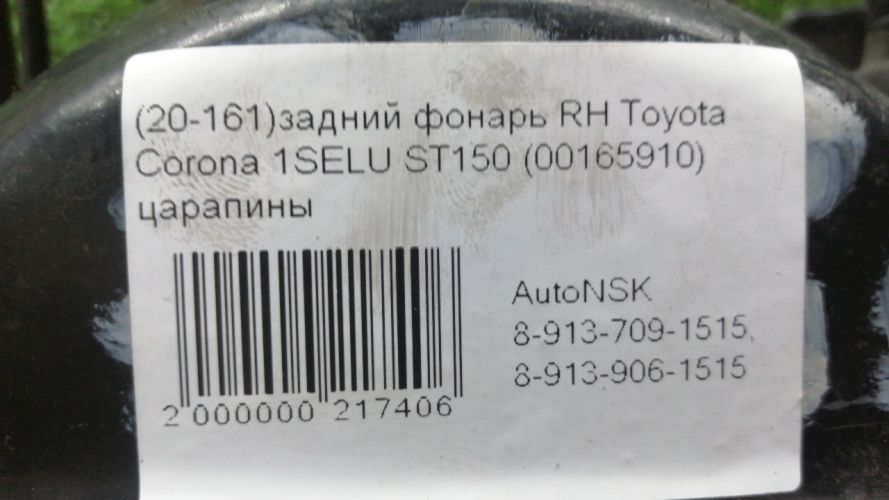 (20-161)задний фонарь RH Toyota
Corona 1SELU ST150 (00165910)
царапины
AutoNSK
8-913-709-1515,
8-913-906-1515
2 000000 217406